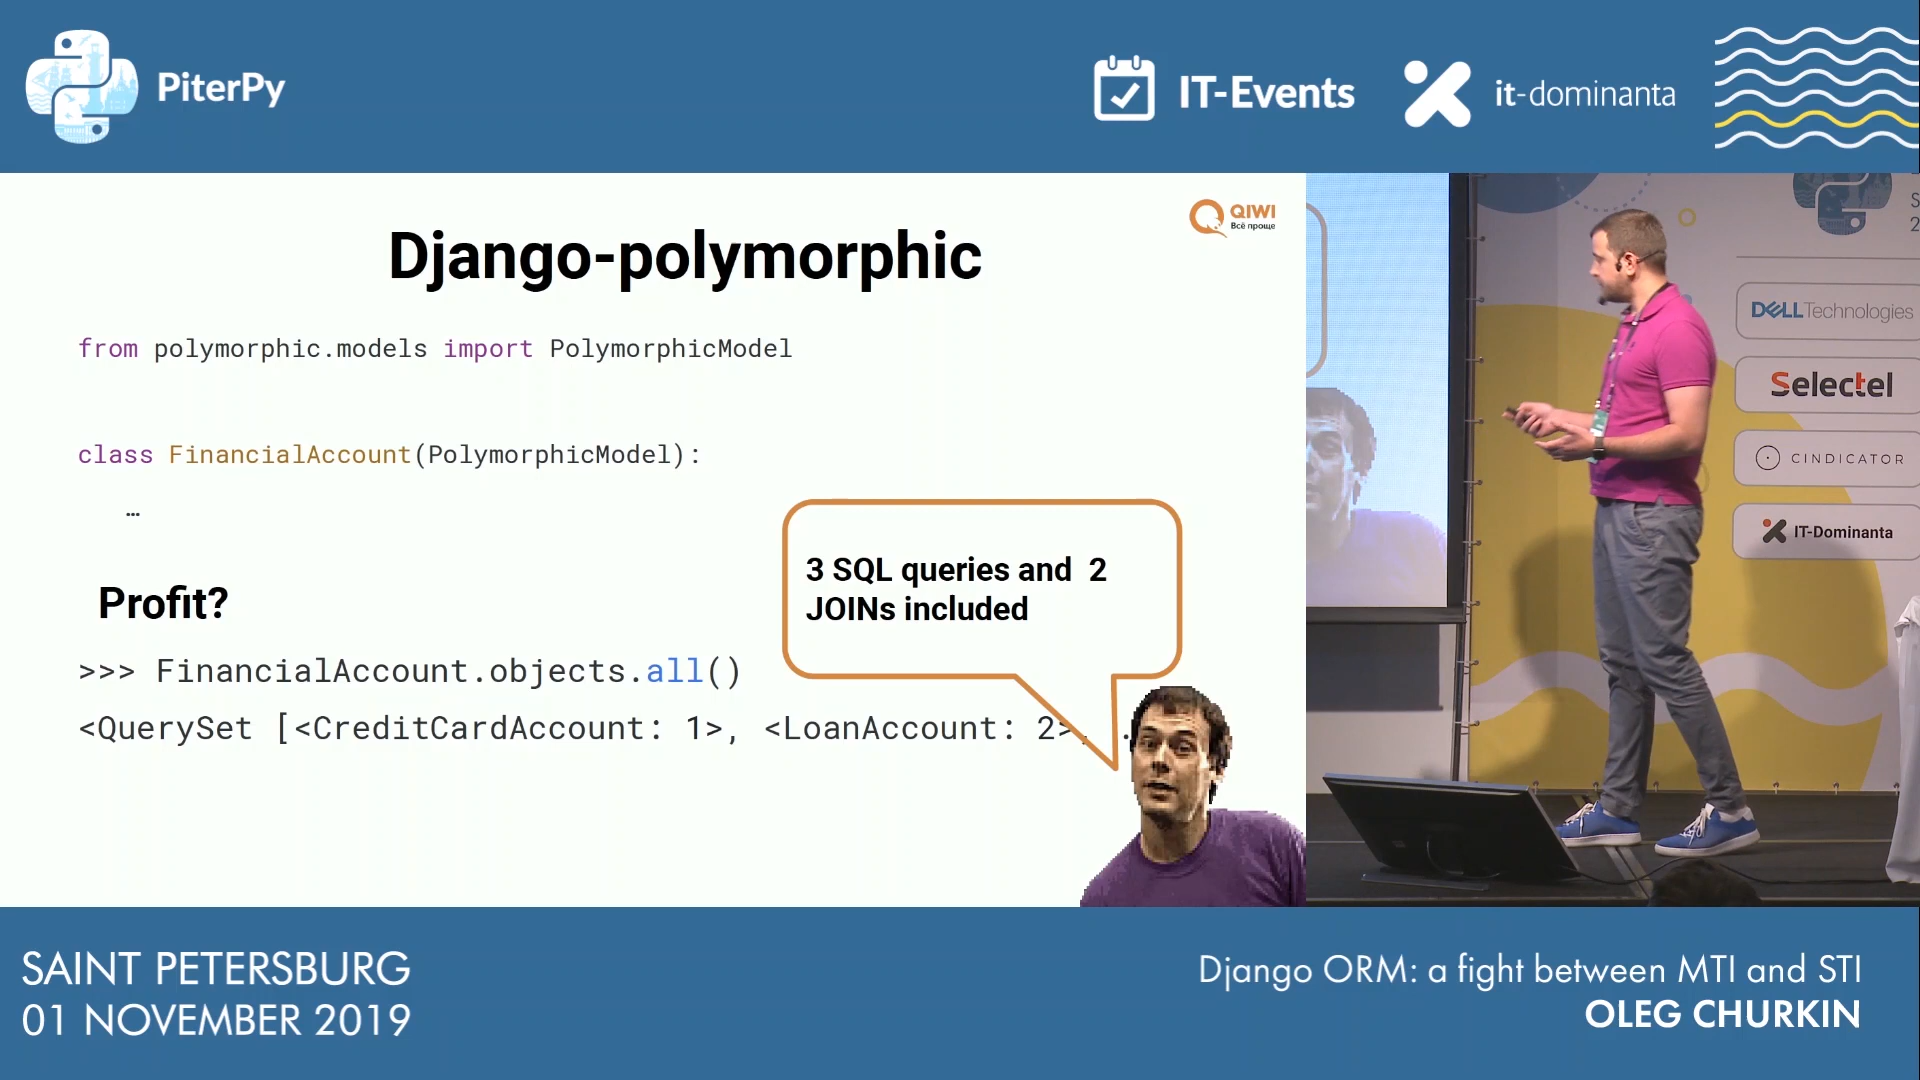 PiterPy
IT-Events
it-dominanta
QIWI
Всё проще
Django-polymorphic
from polymorphic.models import PolymorphicModel
class FinancialAccount(PolymorphicModel):
…
3 SQL queries and 2
JOINs included
Profit?
>>> FinancialAccount.objects.all()
<QuerySet [<CreditCardAccount: 1>, <LoanAccount: 2>, .
DELLTechnologies
Selectel
CINDICATOR
IT-Dominanta
SAINT PETERSBURG
01 NOVEMBER 2019
Django ORM: a fight between MTI and STI
OLEG CHURKIN